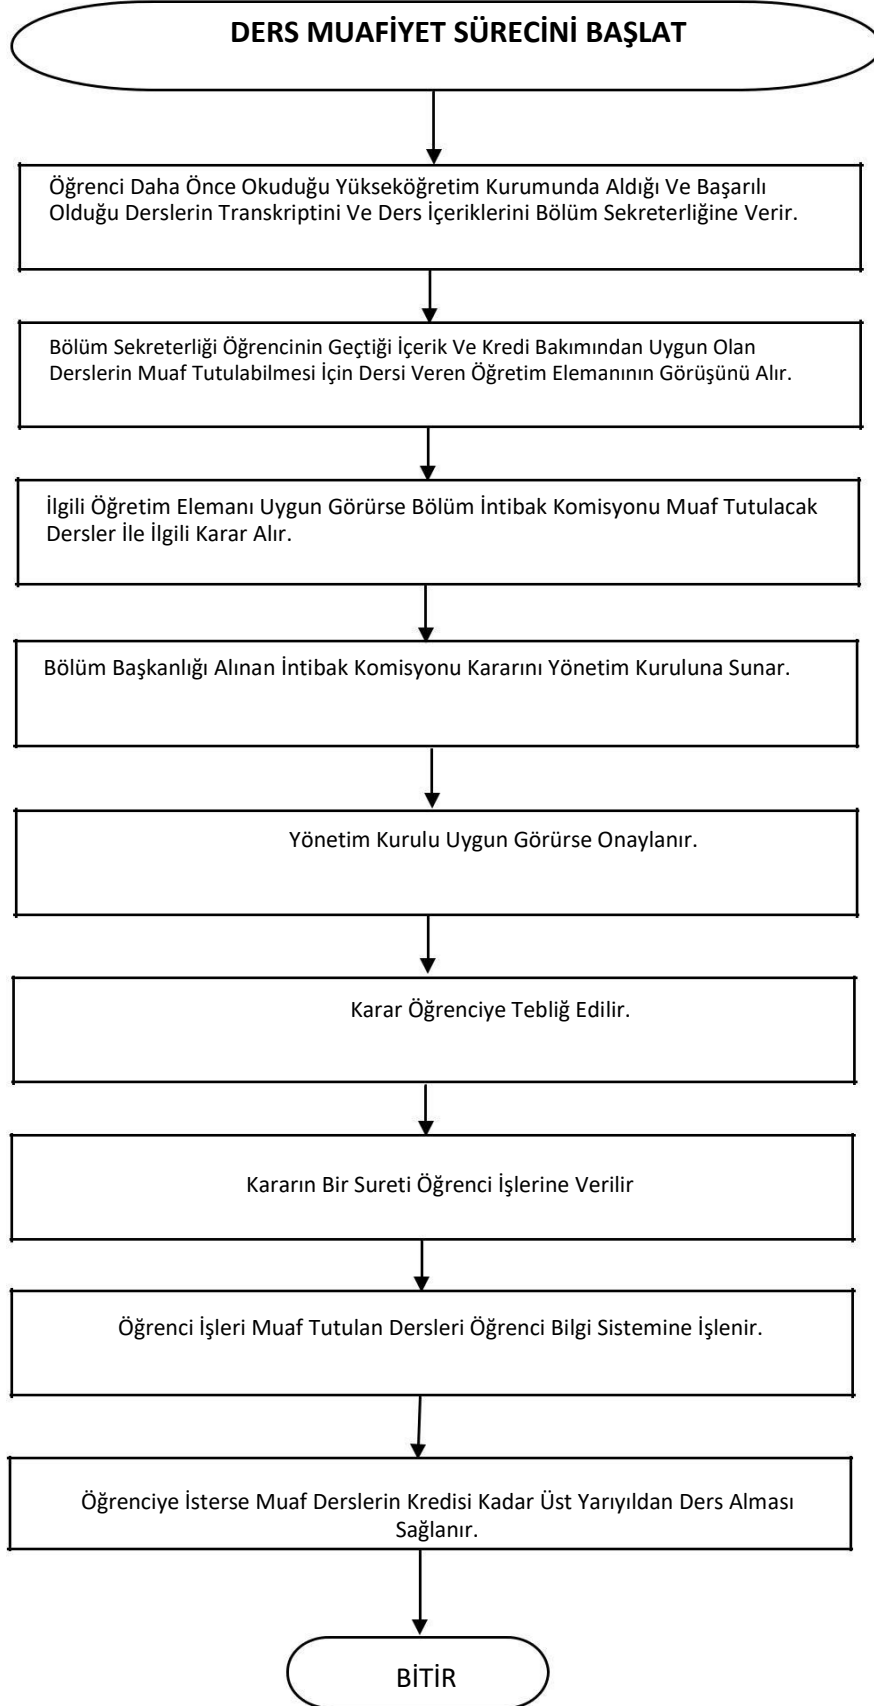 DERS MUAFİYET SÜRECİNİ BAŞLAT
Öğrenci Daha Önce Okuduğu Yükseköğretim Kurumunda Aldığı Ve Başarılı
Olduğu Derslerin Transkriptini Ve Ders İçeriklerini Bölüm Sekreterliğine Verir.
Bölüm Sekreterliği Öğrencinin Geçtiği İçerik Ve Kredi Bakımından Uygun Olan
Derslerin Muaf Tutulabilmesi İçin Dersi Veren Öğretim Elemanının Görüşünü Alır.
İlgili Öğretim Elemanı Uygun Görürse Bölüm İntibak Komisyonu Muaf Tutulacak
Dersler İle İlgili Karar Alır.
Bölüm Başkanlığı Alınan İntibak Komisyonu Kararını Yönetim Kuruluna Sunar.
Yönetim Kurulu Uygun Görürse Onaylanır.
Karar Öğrenciye Tebliğ Edilir.
Kararın Bir Sureti Öğrenci İşlerine Verilir
Öğrenci İşleri Muaf Tutulan Dersleri Öğrenci Bilgi Sistemine İşlenir.
Öğrenciye İsterse Muaf Derslerin Kredisi Kadar Üst Yarıyıldan Ders Alması
Sağlanır.
BİTİR